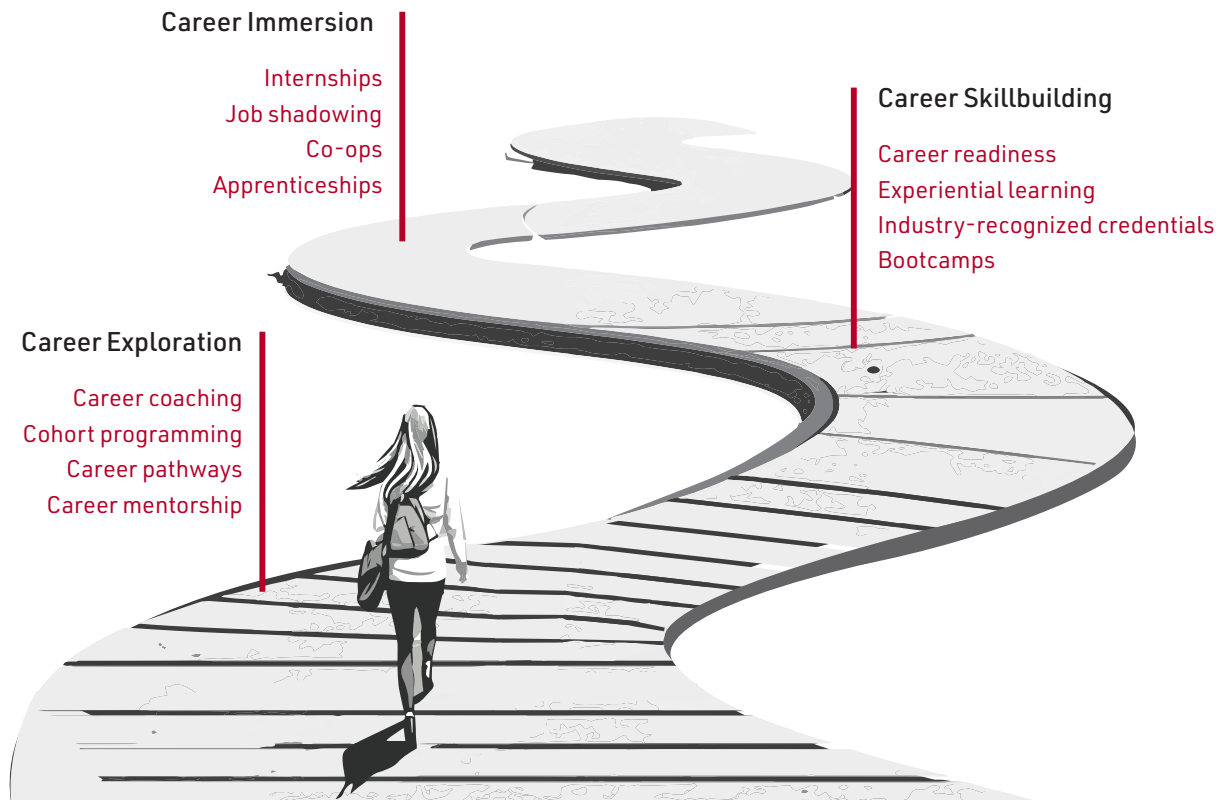 Career Immersion
Internships
Job shadowing
Co-ops
Apprenticeships
Career Skillbuilding
Career readiness
Experiential learning
Industry-recognized credentials
Bootcamps
Career Exploration
Career coaching
Cohort programming
Career pathways
Career mentorship